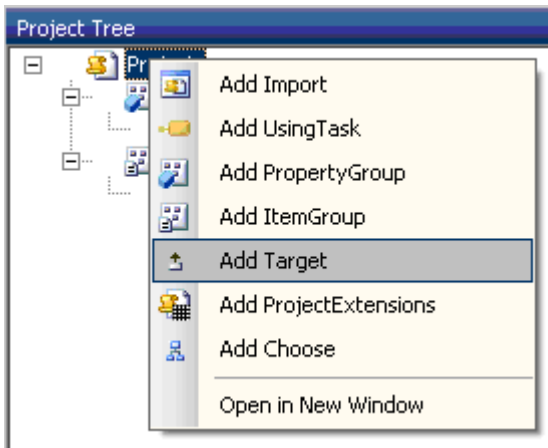 Project Tree
Add Import
Add UsingTask
Add PropertyGroup
Add ItemGroup
Add Target
Add ProjectExtensions
Add Choose
Open in New Window